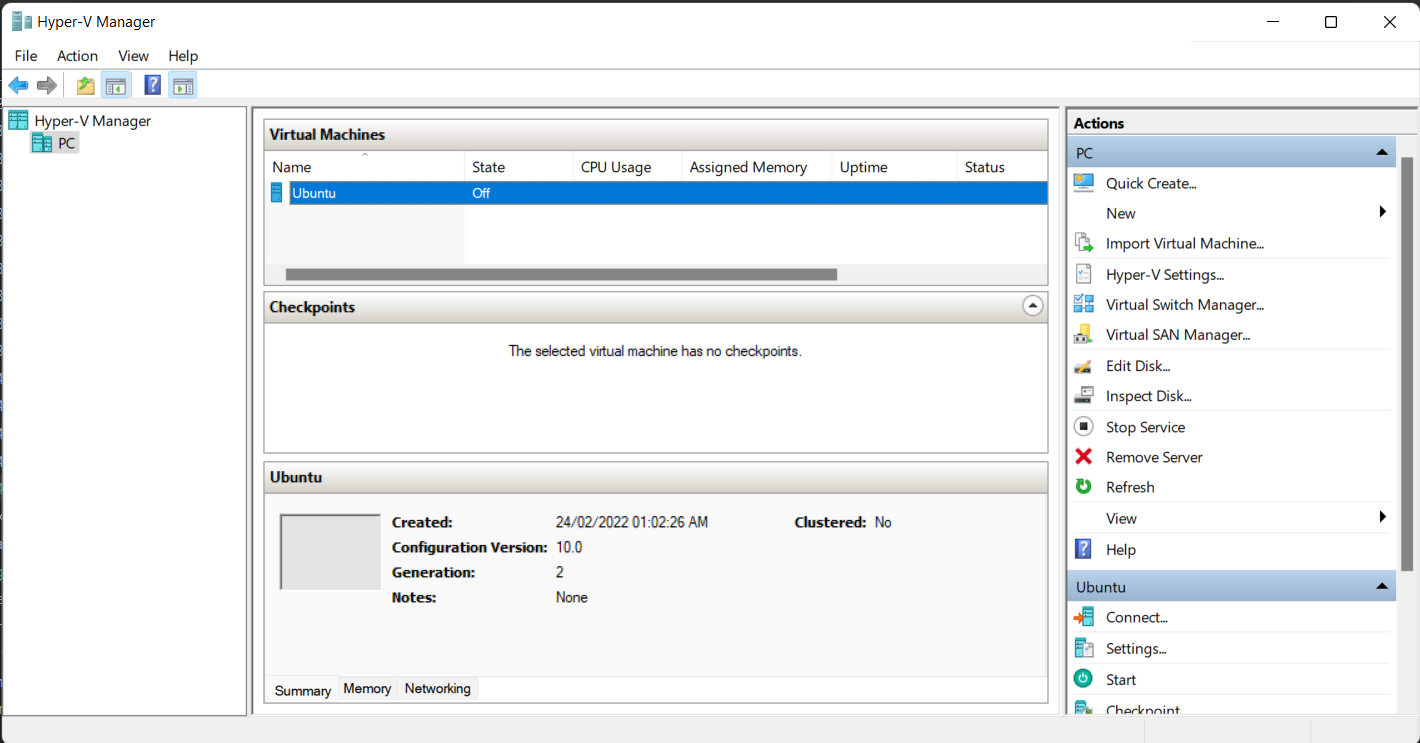 Hyper-V Manager
File Action View Help
Hyper-V Manager
PC
Virtual Machines
Name State CPU Usage Assigned Memory Uptime Status
Ubuntu Off
Checkpoints
The selected virtual machine has no checkpoints.
Ubuntu
Created: 24/02/2022 01:02:26 AM Clustered: No
Configuration Version: 10.0
Generation: 2
Notes: None
Summary Memory Networking
Actions
PC
Quick Create...
New
Import Virtual Machine...
Hyper-V Settings...
Virtual Switch Manager...
Virtual SAN Manager...
Edit Disk...
Inspect Disk...
Stop Service
Remove Server
Refresh
View
Help
Ubuntu
Connect...
Settings...
Start
Checkpoint